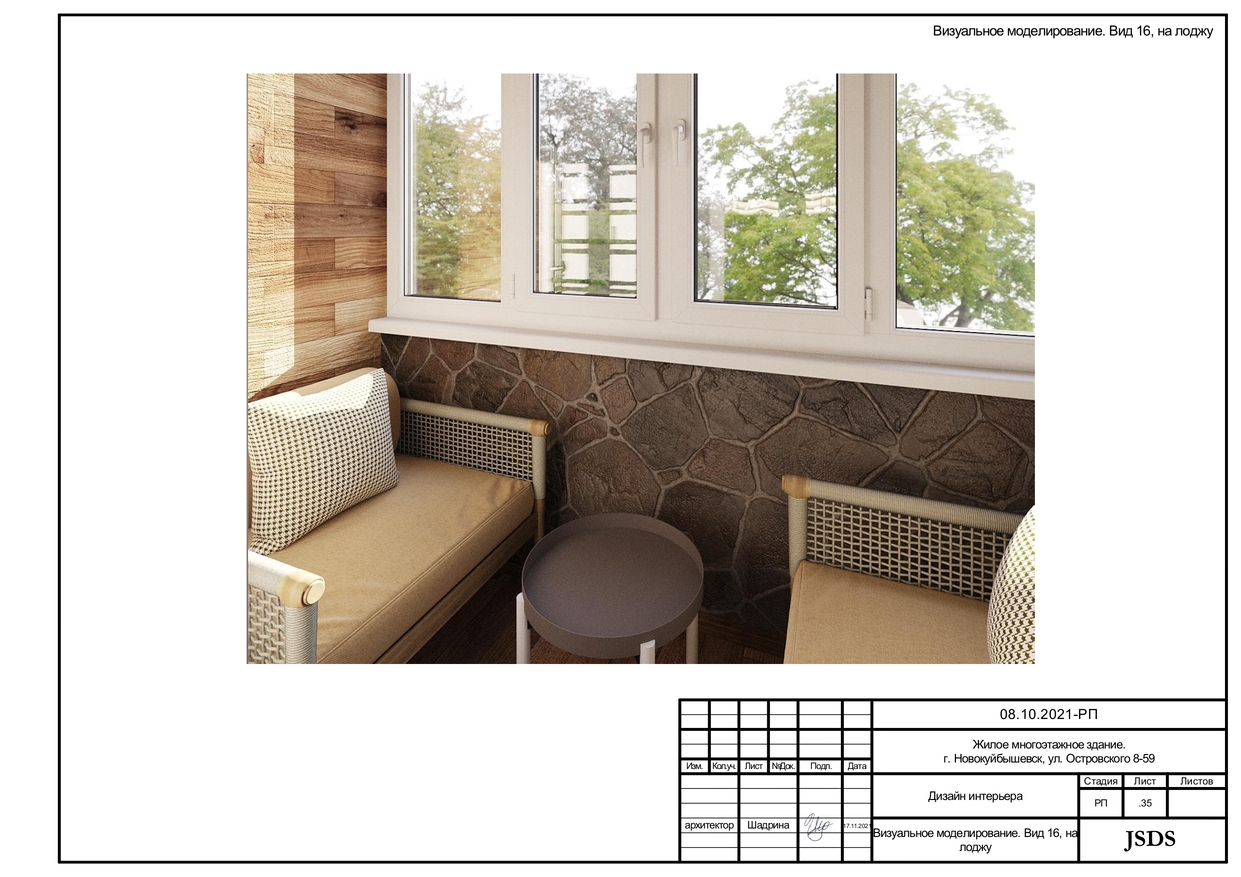 Визуальное моделирование. Вид 16, на лоджу
08.10.2021-РП
Жилое многоэтажное здание.
г. Новокуйбышевск, ул. Островского 8-59
Изм. Кол.уч. Лист №Док. Подп. Дата
Дизайн интерьера
Стадия Лист Листов
РП .35
архитектор Шадрина 17.11.2021
Визуальное моделирование. Вид 16, на
лоджу
JSDS